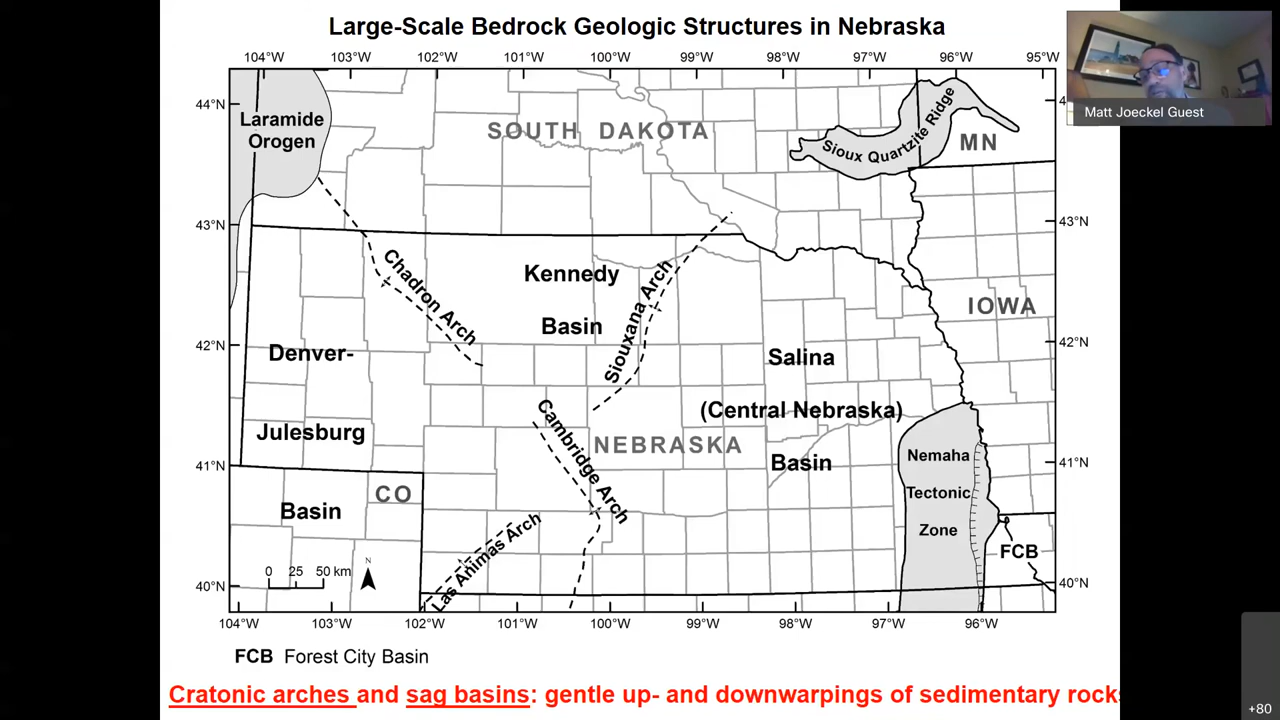 Large-Scale Bedrock Geologic Structures in Nebraska
104°W 103°W 102°W 101°W 100°W 99°W 98°W 97°W 96°W 95°W
Matt Joeckel Guest
44°N
Laramide
Orogen
SOUTH DAKOTA
Sioux Quartzite Ridge
MN
43°N
43°N
Chadron Arch
Kennedy
Basin
Siouxana Arch
IOWA
42°N
42°N
Denver-
Julesburg
Basin
Salina
(Central Nebraska)
Basin
Cambridge Arch
NEBRASKA
41°N
41°N
Nemaha
Tectonic
Zone
CO
Las Animas Arch
FCB
N
0 25 50 km
40°N
40°N
104°W 103°W 102°W 101°W 100°W 99°W 98°W 97°W 96°W
FCB Forest City Basin
Cratonic arches and sag basins: gentle up- and downwarpings of sedimentary rocks
+80